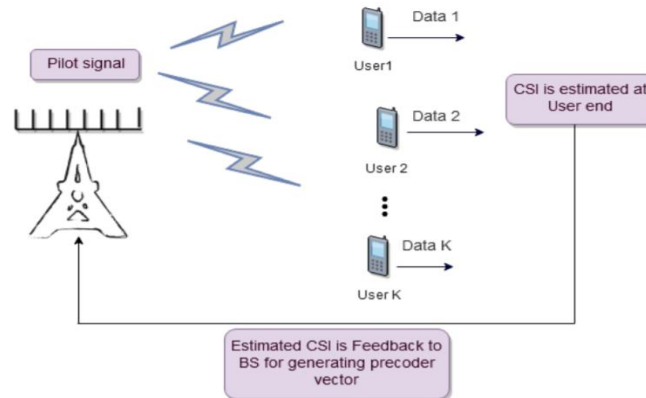 Pilot signal
Data 1
User1
CSI is estimated at
User end
Data 2
User 2
Data K
User K
Estimated CSI is Feedback to
BS for generating precoder
vector